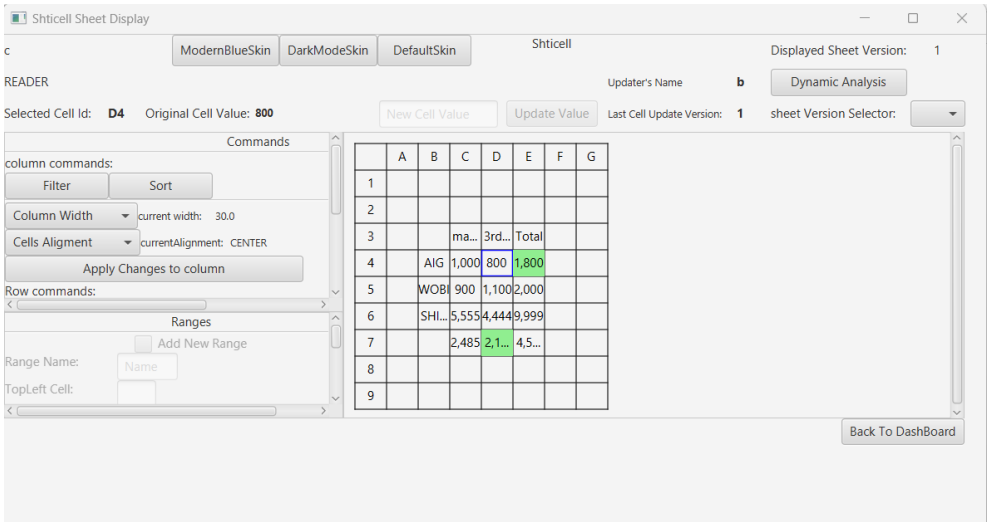 Shticell Sheet Display
c ModernBlueSkin DarkModeSkin DefaultSkin Shticell Displayed Sheet Version: 1
READER Updater's Name b Dynamic Analysis
Selected Cell Id: D4 Original Cell Value: 800 New Cell Value Update Value Last Cell Update Version: 1 sheet Version Selector:
Commands
column commands:
Filter Sort
Column Width current width: 30.0
Cells Aligment currentAlignment: CENTER
Apply Changes to column
Row commands:
Ranges
Add New Range
Range Name: Name
TopLeft Cell:
A B C D E F G
1
2
3 ma... 3rd... Total
4 AIG 1,000 800 1,800
5 WOBI 900 1,100 2,000
6 SHI... 5,555 4,444 9,999
7 2,485 2,1... 4,5...
8
9
Back To DashBoard